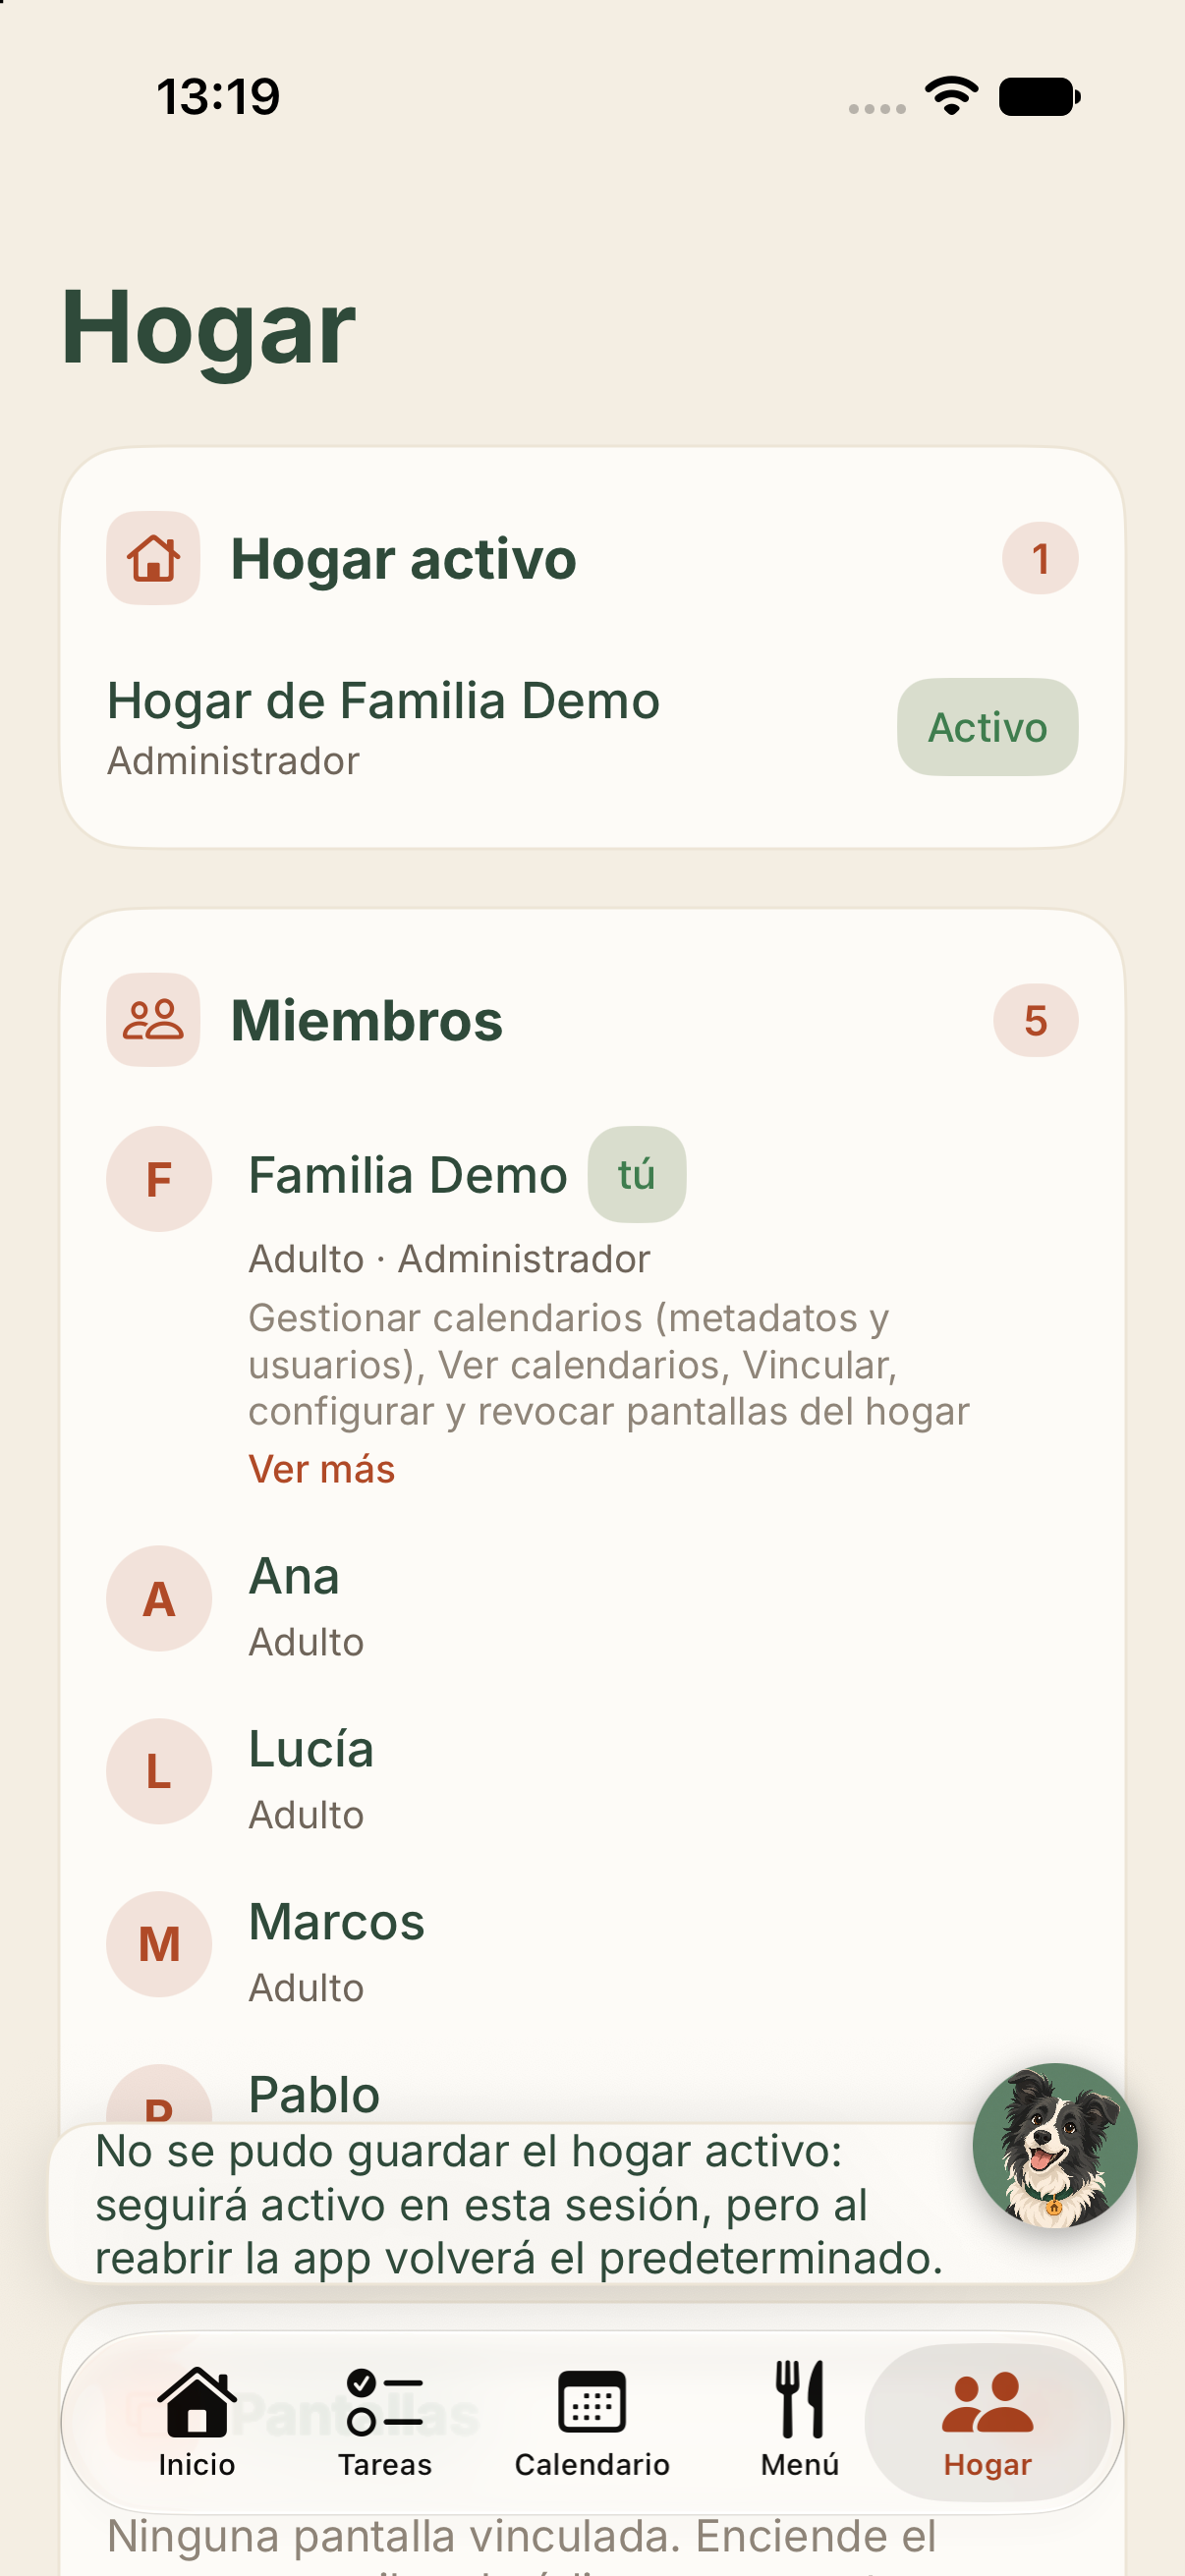 13:19
Hogar
Hogar activo
1
Hogar de Familia Demo
Administrador
Activo
Miembros
5
F
Familia Demo
tú
Adulto · Administrador
Gestionar calendarios (metadatos y
usuarios), Ver calendarios, Vincular,
configurar y revocar pantallas del hogar
Ver más
A
Ana
Adulto
L
Lucía
Adulto
M
Marcos
Adulto
P
Pablo
No se pudo guardar el hogar activo:
seguirá activo en esta sesión, pero al
reabrir la app volverá el predeterminado.
Pantallas
Inicio
Tareas
Calendario
Menú
Hogar
Ninguna pantalla vinculada. Enciende el